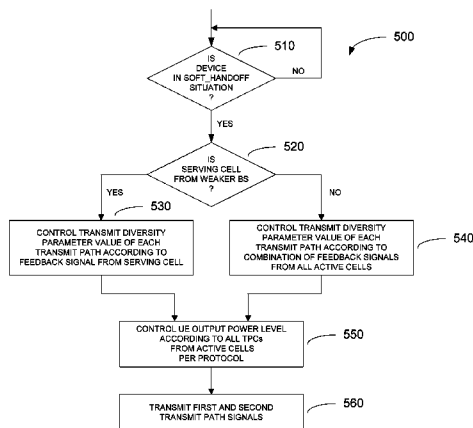 500
510
IS
DEVICE
IN SOFT_HANDOFF
SITUATION
?
NO
YES
520
IS
SERVING CELL
FROM WEAKER BS
?
YES
NO
530
CONTROL TRANSMIT DIVERSITY
PARAMETER VALUE OF EACH
TRANSMIT PATH ACCORDING TO
FEEDBACK SIGNAL FROM SERVING CELL
CONTROL TRANSMIT DIVERSITY
PARAMETER VALUE OF EACH
TRANSMIT PATH ACCORDING TO
COMBINATION OF FEEDBACK SIGNALS
FROM ALL ACTIVE CELLS
540
CONTROL UE OUTPUT POWER LEVEL
ACCORDING TO ALL TPCs
FROM ACTIVE CELLS
PER PROTOCOL
550
TRANSMIT FIRST AND SECOND
TRANSMIT PATH SIGNALS
560